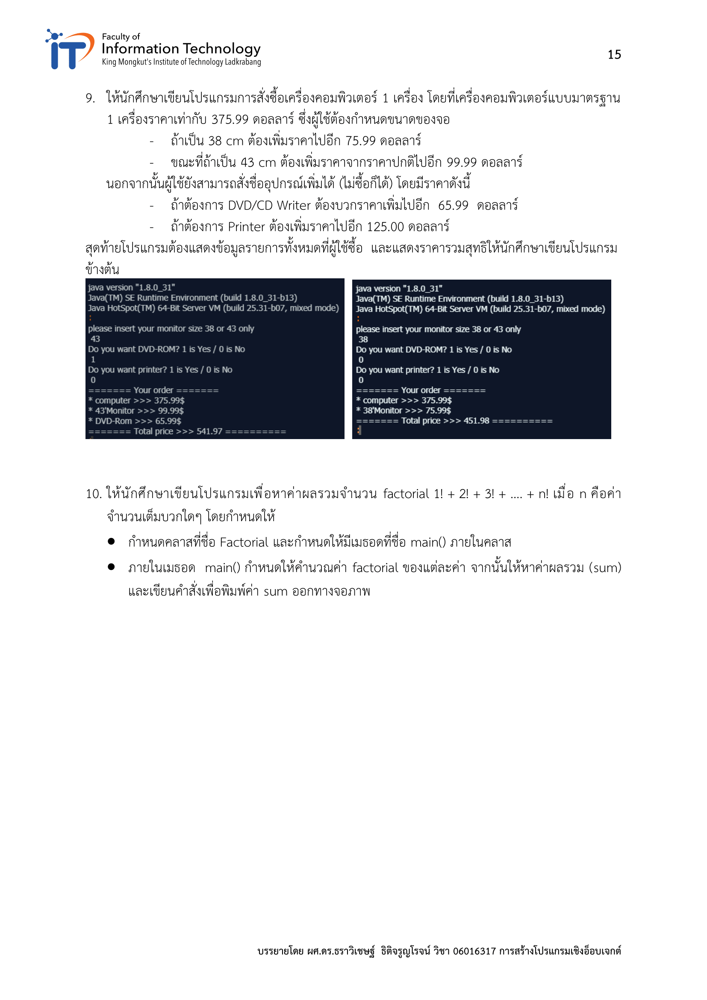 Faculty of
Information Technology
King Mongkut's Institute of Technology Ladkrabang
15
9. ให้นักศึกษาเขียนโปรแกรมการสั่งซื้อเครื่องคอมพิวเตอร์ 1 เครื่อง โดยที่เครื่องคอมพิวเตอร์แบบมาตรฐาน
1 เครื่องราคาเท่ากับ 375.99 ดอลลาร์ ซึ่งผู้ใช้ต้องกำหนดขนาดของจอ
- ถ้าเป็น 38 cm ต้องเพิ่มราคาไปอีก 75.99 ดอลลาร์
- ขณะที่ถ้าเป็น 43 cm ต้องเพิ่มราคาจากราคาปกติไปอีก 99.99 ดอลลาร์
นอกจากนั้นผู้ใช้ยังสามารถสั่งชื่ออุปกรณ์เพิ่มได้ (ไม่ซื้อก็ได้) โดยมีราคาดังนี้
- ถ้าต้องการ DVD/CD Writer ต้องบวกราคาเพิ่มไปอีก 65.99 ดอลลาร์
- ถ้าต้องการ Printer ต้องเพิ่มราคาไปอีก 125.00 ดอลลาร์
สุดท้ายโปรแกรมต้องแสดงข้อมูลรายการทั้งหมดที่ผู้ใช้ซื้อ และแสดงราคารวมสุทธิให้นักศึกษาเขียนโปรแกรม
ข้างต้น
java version "1.8.0_31"
Java(TM) SE Runtime Environment (build 1.8.0_31-b13)
Java HotSpot(TM) 64-Bit Server VM (build 25.31-b07, mixed mode)
:
please insert your monitor size 38 or 43 only
43
Do you want DVD-ROM? 1 is Yes / 0 is No
1
Do you want printer? 1 is Yes / 0 is No
0
======= Your order =======
* computer >>> 375.99$
* 43'Monitor >>> 99.99$
* DVD-Rom >>> 65.99$
======= Total price >>> 541.97 ==========
java version "1.8.0_31"
Java(TM) SE Runtime Environment (build 1.8.0_31-b13)
Java HotSpot(TM) 64-Bit Server VM (build 25.31-b07, mixed mode)
:
please insert your monitor size 38 or 43 only
38
Do you want DVD-ROM? 1 is Yes / 0 is No
0
Do you want printer? 1 is Yes / 0 is No
0
======= Your order =======
* computer >>> 375.99$
* 38'Monitor >>> 75.99$
======= Total price >>> 451.98 ==========
:
10. ให้นักศึกษาเขียนโปรแกรมเพื่อหาค่าผลรวมจำนวน factorial 1! + 2! + 3! + .... + n! เมื่อ n คือค่า
จำนวนเต็มบวกใดๆ โดยกำหนดให้
● กำหนดคลาสที่ชื่อ Factorial และกำหนดให้มีเมธอดที่ชื่อ main() ภายในคลาส
● ภายในเมธอด main() กำหนดให้คำนวณค่า factorial ของแต่ละค่า จากนั้นให้หาค่าผลรวม (sum)
และเขียนคำสั่งเพื่อพิมพ์ค่า sum ออกทางจอภาพ
บรรยายโดย ผศ.ดร.ธราวิเชษฐ์ ธิติจรูญโรจน์ วิชา 06016317 การสร้างโปรแกรมเชิงอ็อบเจกต์